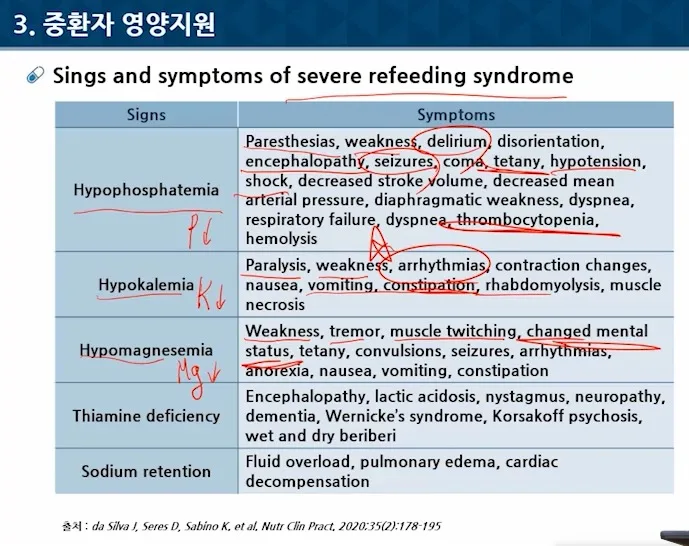 3. 중환자 영양지원
Sings and symptoms of severe refeeding syndrome
Signs
Symptoms
Hypophosphatemia
P↓
Paresthasias, weakness, delirium, disorientation,
encephalopathy, seizures, coma, tetany, hypotension,
shock, decreased stroke volume, decreased mean
arterial pressure, diaphragmatic weakness, dyspnea,
respiratory failure, dyspnea, thrombocytopenia,
hemolysis
Hypokalemia
K↓
Paralysis, weakness, arrhythmias, contraction changes,
nausea, vomiting, constipation, rhabdomyolysis, muscle
necrosis
Hypomagnesemia
Mg↓
Weakness, tremor, muscle twitching, changed mental
status, tetany, convulsions, seizures, arrhythmias,
anorexia, nausea, vomiting, constipation
Thiamine deficiency
Encephalopathy, lactic acidosis, nystagmus, neuropathy,
dementia, Wernicke's syndrome, Korsakoff psychosis,
wet and dry beriberi
Sodium retention
Fluid overload, pulmonary edema, cardiac
decompensation
출처 : da Silva J, Seres D, Sabino K, et al, Nutr Clin Pract, 2020;35(2):178-195